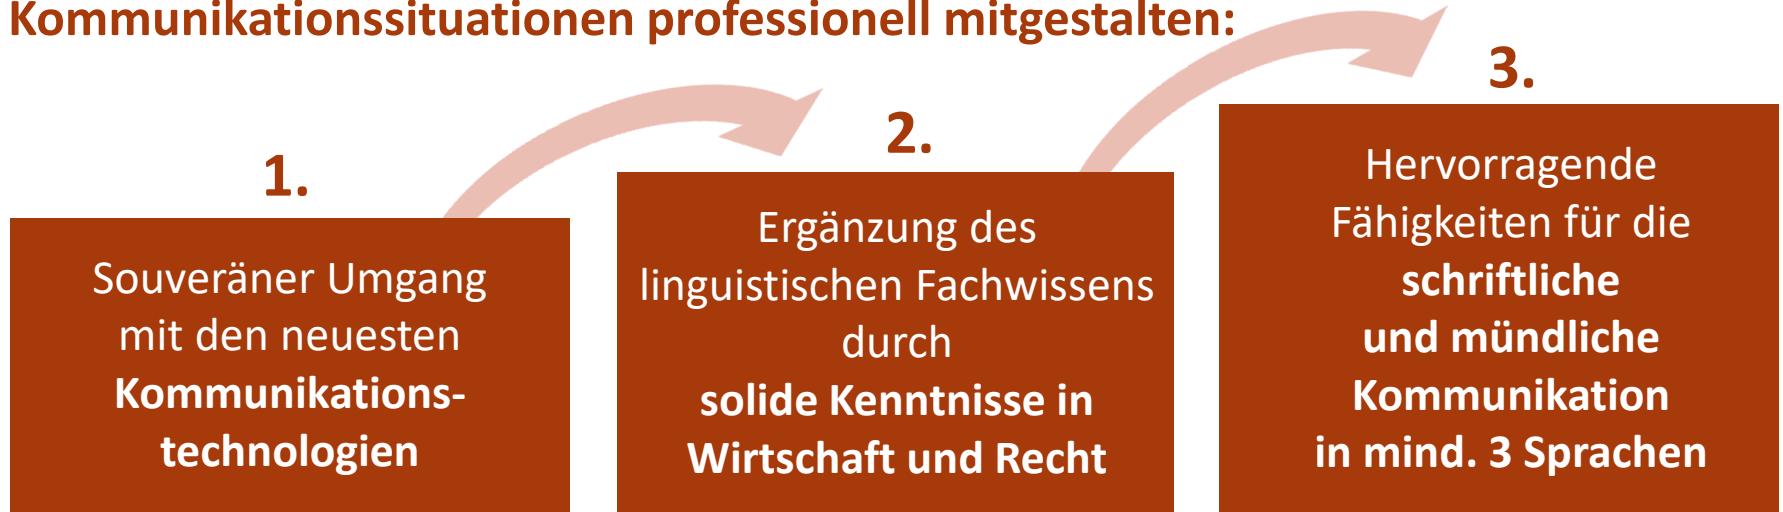 Kommunikationssituationen professionell mitgestalten:
1.
Souveräner Umgang
mit den neuesten
Kommunikations-
technologien
2.
Ergänzung des
linguistischen Fachwissens
durch
solide Kenntnisse in
Wirtschaft und Recht
3.
Hervorragende
Fähigkeiten für die
schriftliche
und mündliche
Kommunikation
in mind. 3 Sprachen